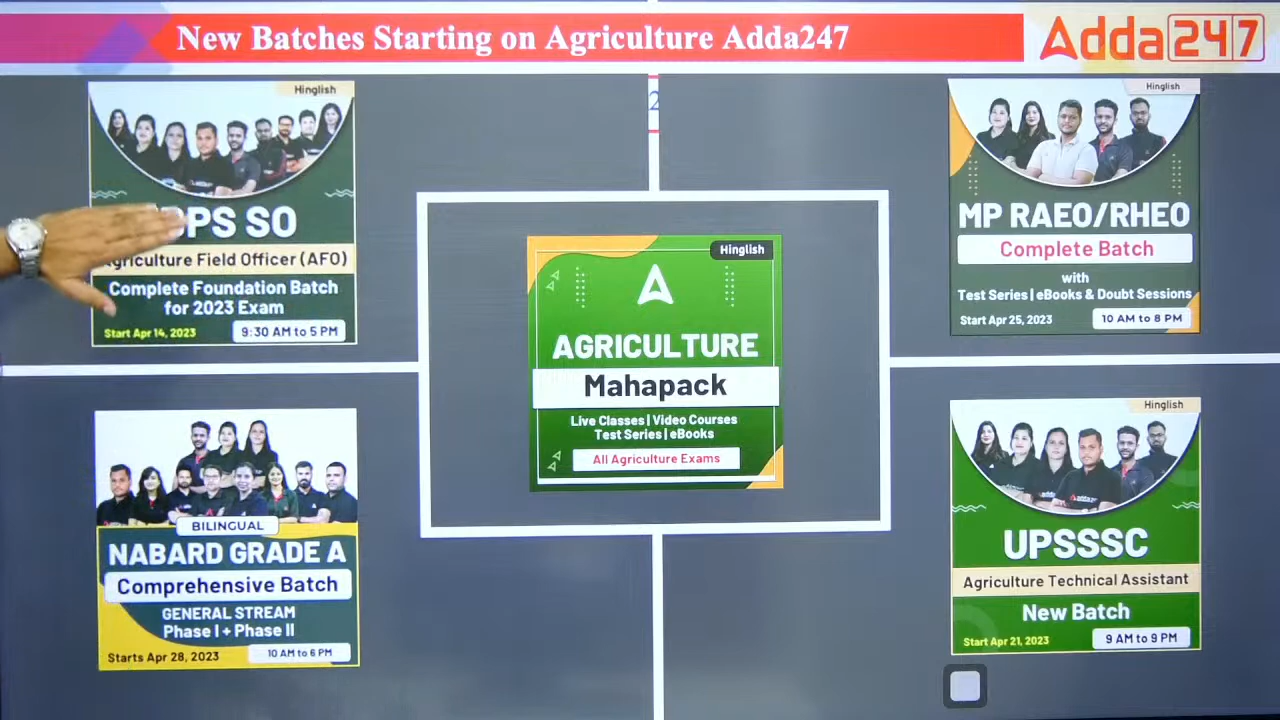 New Batches Starting on Agriculture Adda247
Adda247
Hinglish
SO
Agriculture Field Officer (AFO)
Complete Foundation Batch
for 2023 Exam
Start Apr 14, 2023
9:30 AM to 5 PM
Hinglish
MP RAEO/RHEO
Complete Batch
with
Test Series | eBooks & Doubt Sessions
Start Apr 25, 2023
10 AM to 8 PM
Hinglish
AGRICULTURE
Mahapack
Live Classes | Video Courses
Test Series | eBooks
All Agriculture Exams
BILINGUAL
NABARD GRADE A
Comprehensive Batch
GENERAL STREAM
Phase I + Phase II
Starts Apr 28, 2023
10 AM to 6 PM
Hinglish
UPSSSC
Agriculture Technical Assistant
New Batch
Start Apr 21, 2023
9 AM to 9 PM